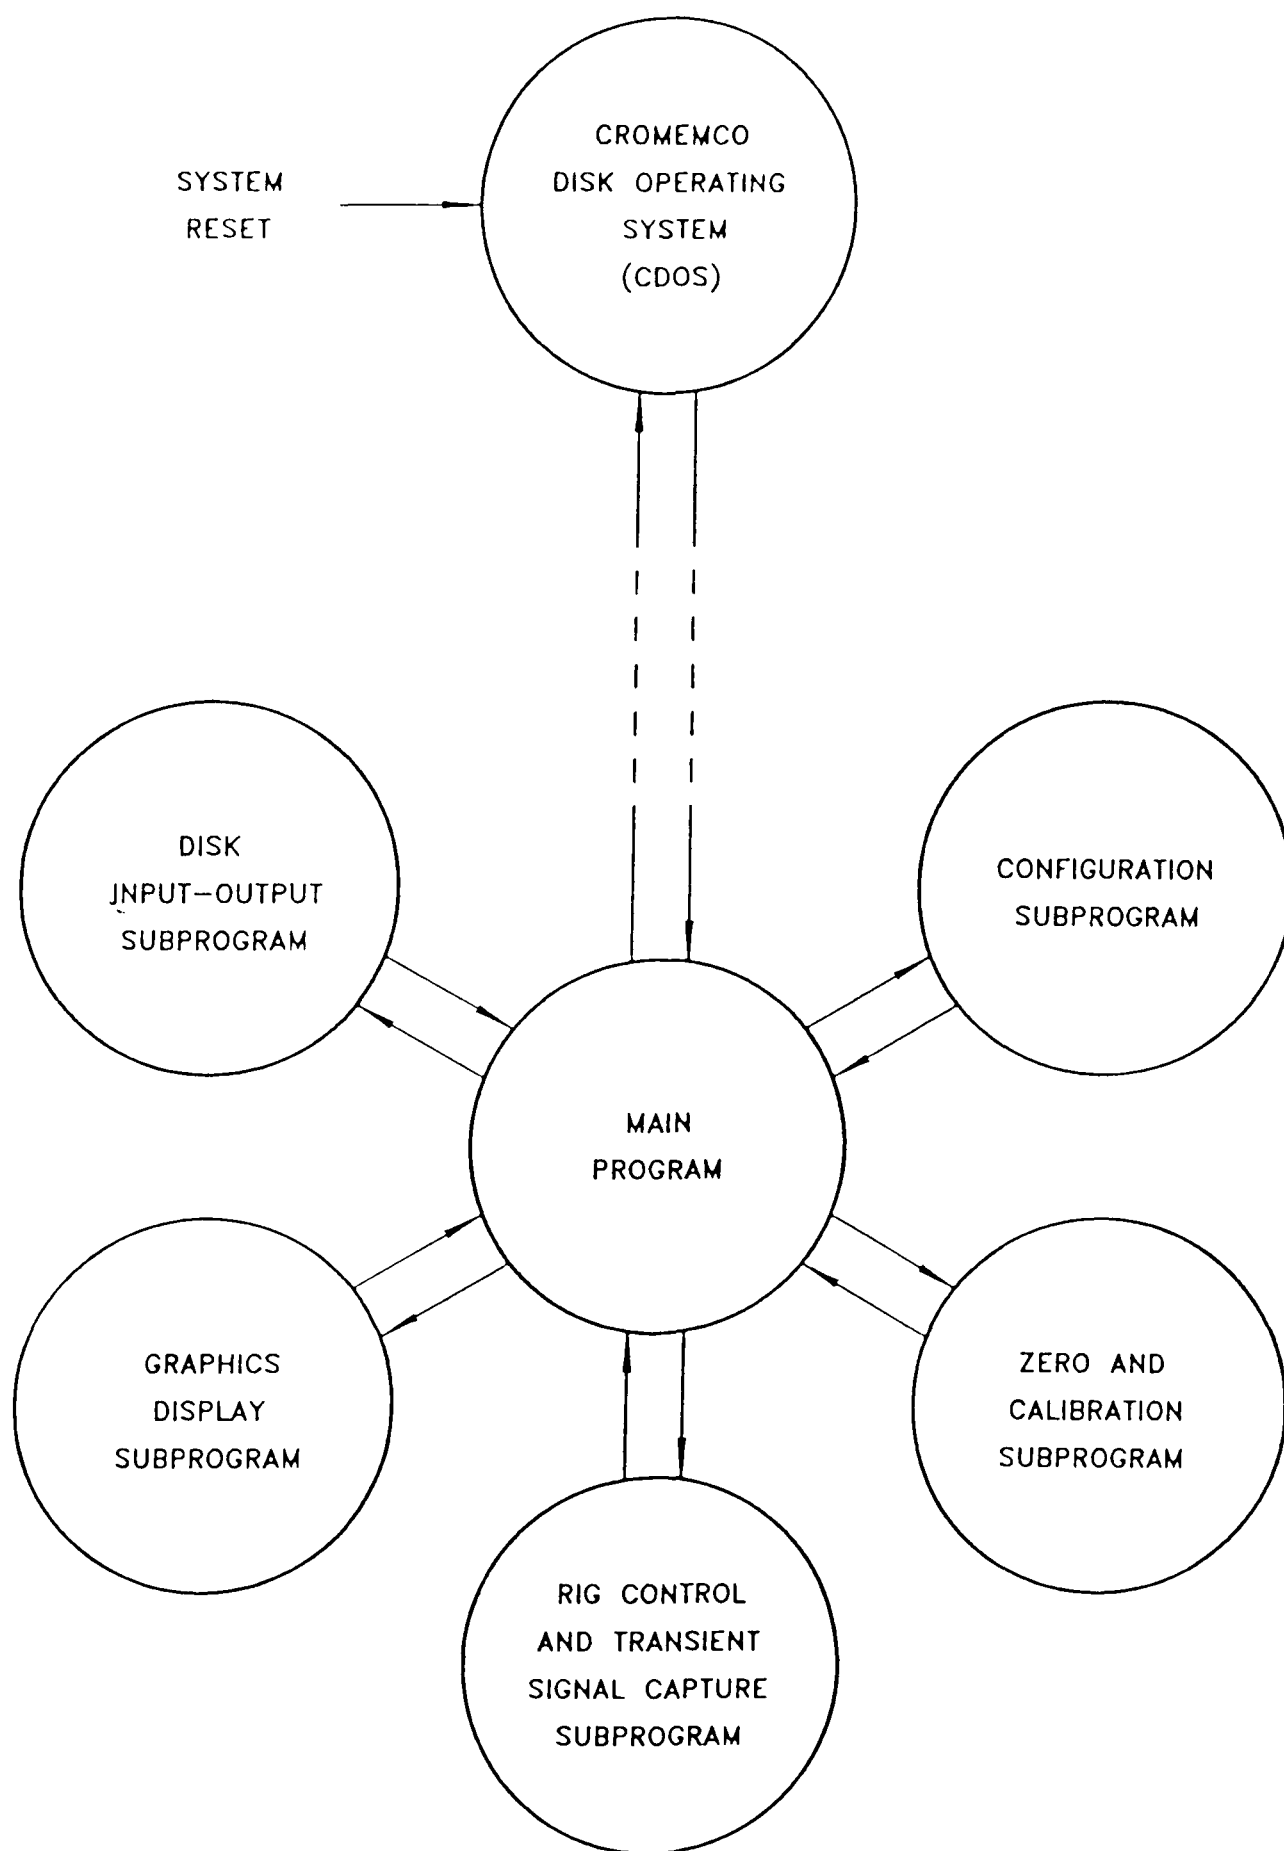 SYSTEM
RESET
CROMEMCO
DISK OPERATING
SYSTEM
(CDOS)
DISK
INPUT-OUTPUT
SUBPROGRAM
CONFIGURATION
SUBPROGRAM
MAIN
PROGRAM
GRAPHICS
DISPLAY
SUBPROGRAM
ZERO AND
CALIBRATION
SUBPROGRAM
RIG CONTROL
AND TRANSIENT
SIGNAL CAPTURE
SUBPROGRAM